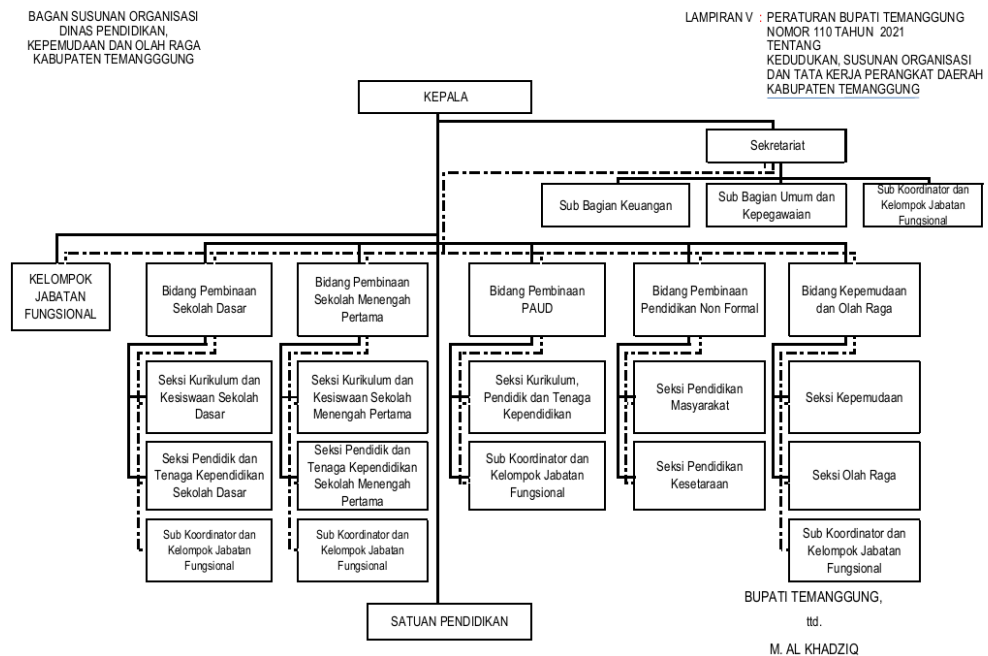 BAGAN SUSUNAN ORGANISASI
DINAS PENDIDIKAN,
KEPEMUDAAN DAN OLAH RAGA
KABUPATEN TEMANGGGUNG
LAMPIRAN V : PERATURAN BUPATI TEMANGGUNG
NOMOR 110 TAHUN 2021
TENTANG
KEDUDUKAN, SUSUNAN ORGANISASI
DAN TATA KERJA PERANGKAT DAERAH
KABUPATEN TEMANGGUNG
KEPALA
Sekretariat
Sub Bagian Keuangan
Sub Bagian Umum dan
Kepegawaian
Sub Koordinator dan
Kelompok Jabatan
Fungsional
KELOMPOK
JABATAN
FUNGSIONAL
Bidang Pembinaan
Sekolah Dasar
Bidang Pembinaan
Sekolah Menengah
Pertama
Bidang Pembinaan
PAUD
Bidang Pembinaan
Pendidikan Non Formal
Bidang Kepemudaan
dan Olah Raga
Seksi Kurikulum dan
Kesiswaan Sekolah
Dasar
Seksi Kurikulum dan
Kesiswaan Sekolah
Menengah Pertama
Seksi Kurikulum,
Pendidik dan Tenaga
Kependidikan
Seksi Pendidikan
Masyarakat
Seksi Kepemudaan
Seksi Pendidik dan
Tenaga Kependidikan
Sekolah Dasar
Seksi Pendidik dan
Tenaga Kependidikan
Sekolah Menengah
Pertama
Sub Koordinator dan
Kelompok Jabatan
Fungsional
Seksi Pendidikan
Kesetaraan
Seksi Olah Raga
Sub Koordinator dan
Kelompok Jabatan
Fungsional
Sub Koordinator dan
Kelompok Jabatan
Fungsional
Sub Koordinator dan
Kelompok Jabatan
Fungsional
SATUAN PENDIDIKAN
BUPATI TEMANGGUNG,
ttd.
M. AL KHADZIQ